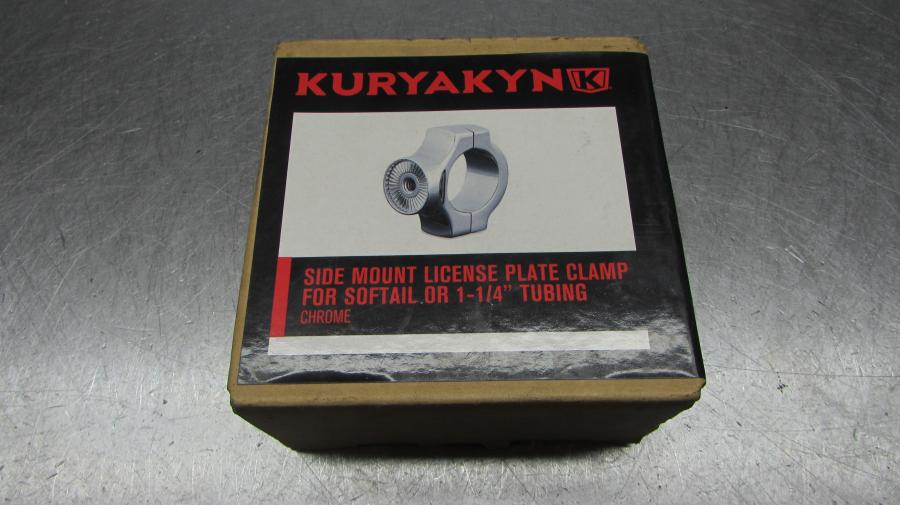 KURYAKYN K
SIDE MOUNT LICENSE PLATE CLAMP
FOR SOFTAIL OR 1-1/4" TUBING
CHROME